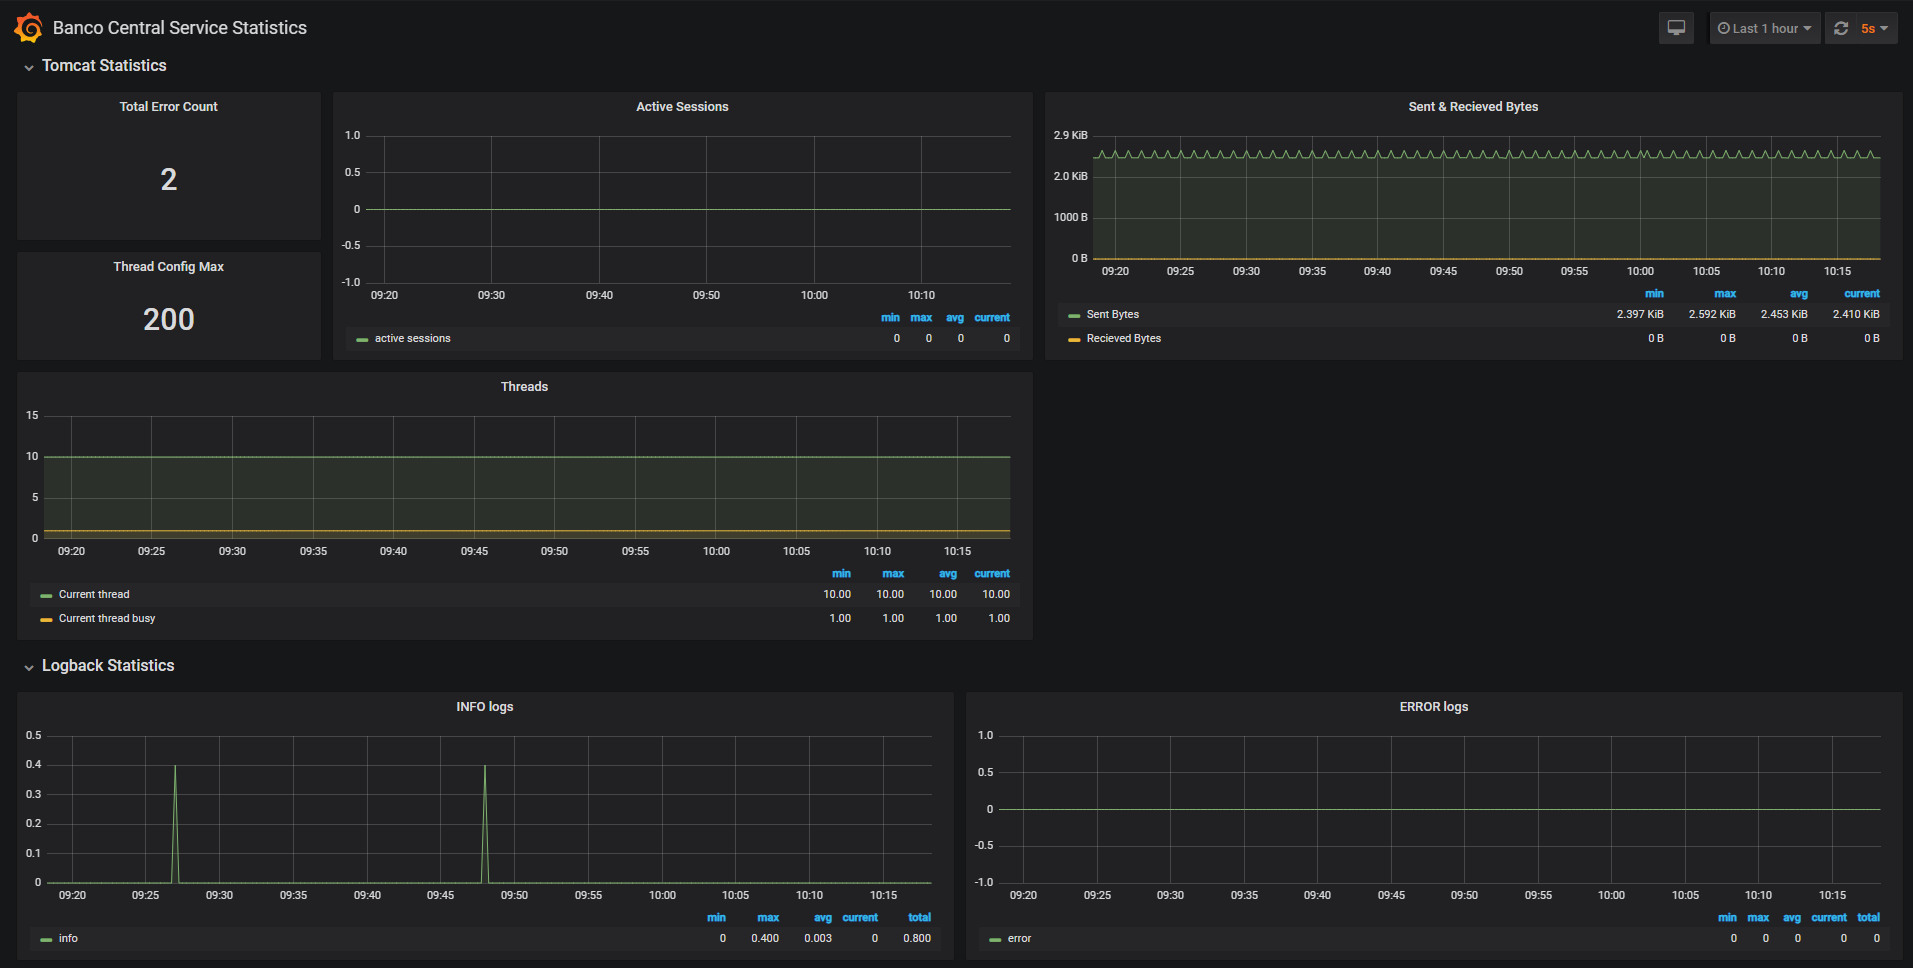 Banco Central Service Statistics
Last 1 hour
5s
Tomcat Statistics
Total Error Count
2
Thread Config Max
200
Active Sessions
1.0
0.5
0
-0.5
-1.0
09:20 09:30 09:40 09:50 10:00 10:10
min max avg current
active sessions 0 0 0 0
Sent & Recieved Bytes
2.9 KiB
2.0 KiB
1000 B
0 B
09:20 09:25 09:30 09:35 09:40 09:45 09:50 09:55 10:00 10:05 10:10 10:15
min max avg current
Sent Bytes 2.397 KiB 2.592 KiB 2.453 KiB 2.410 KiB
Recieved Bytes 0 B 0 B 0 B 0 B
Threads
15
10
5
0
09:20 09:25 09:30 09:35 09:40 09:45 09:50 09:55 10:00 10:05 10:10 10:15
min max avg current
Current thread 10.00 10.00 10.00 10.00
Current thread busy 1.00 1.00 1.00 1.00
Logback Statistics
INFO logs
0.5
0.4
0.3
0.2
0.1
0
09:20 09:25 09:30 09:35 09:40 09:45 09:50 09:55 10:00 10:05 10:10 10:15
min max avg current total
info 0 0.400 0.003 0 0.800
ERROR logs
1.0
0.5
0
-0.5
-1.0
09:20 09:25 09:30 09:35 09:40 09:45 09:50 09:55 10:00 10:05 10:10 10:15
min max avg current total
error 0 0 0 0 0